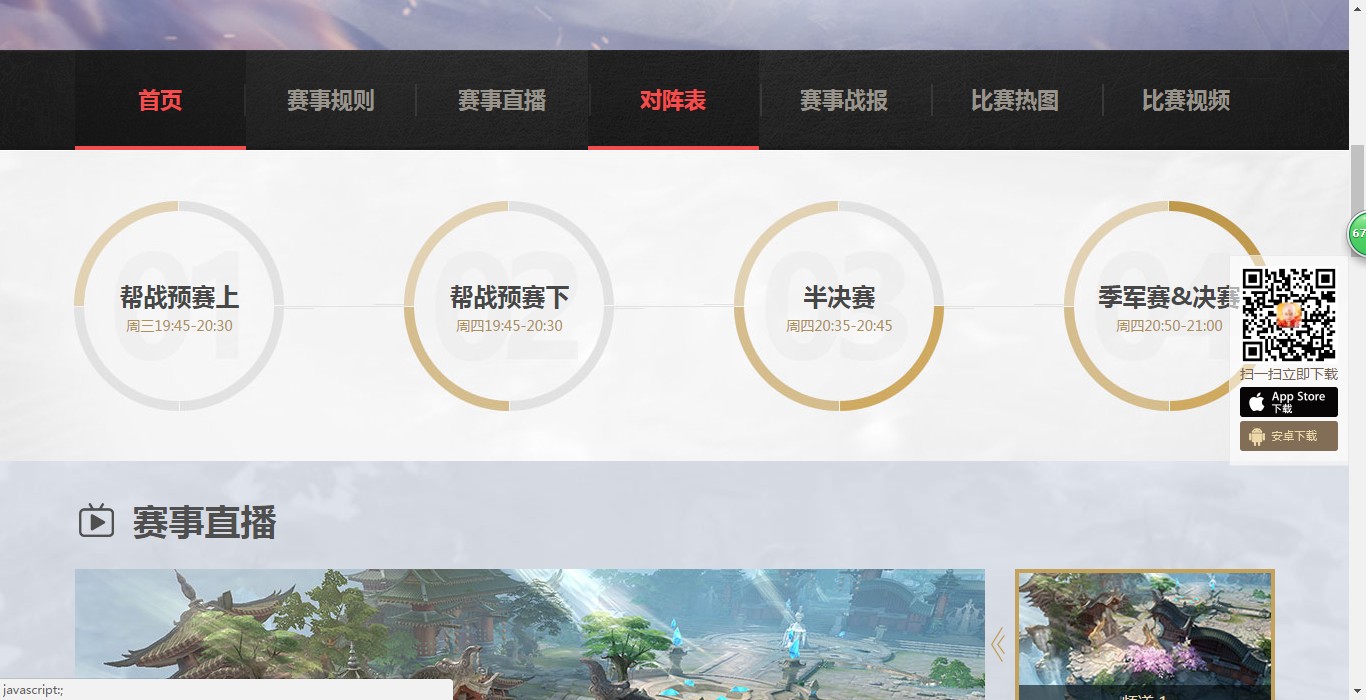 首页
赛事规则
赛事直播
对阵表
赛事战报
比赛热图
比赛视频
67
01
帮战预赛上
周三19:45-20:30
02
帮战预赛下
周四19:45-20:30
03
半决赛
周四20:35-20:45
04
季军赛&决赛
周四20:50-21:00
扫一扫立即下载
App Store
下载
安卓下载
赛事直播
频道 1
javascript:;